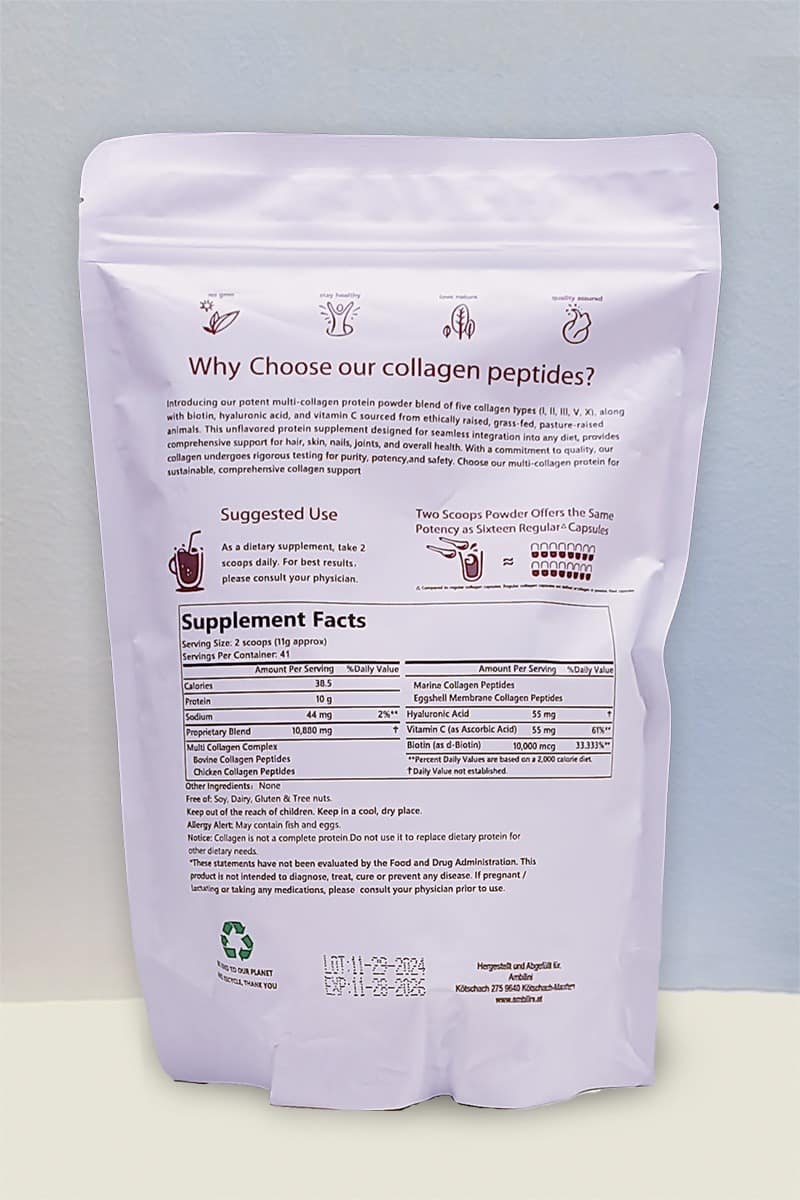 stay healthy
love nature
quality assured
Why Choose our collagen peptides?
Introducing our potent multi-collagen protein powder blend of five collagen types (I, II, III, V, X), along
with biotin, hyaluronic acid, and vitamin C sourced from ethically raised, grass-fed, pasture-raised
animals. This unflavored protein supplement designed for seamless integration into any diet, provides
comprehensive support for hair, skin, nails, joints, and overall health. With a commitment to quality, our
collagen undergoes rigorous testing for purity, potency,and safety. Choose our multi-collagen protein for
sustainable, comprehensive collagen support
Suggested Use
As a dietary supplement, take 2
scoops daily. For best results.
please consult your physician.
Two Scoops Powder Offers the Same
Potency as Sixteen Regular△ Capsules
≈
Supplement Facts
Serving Size: 2 scoops (11g approx)
Servings Per Container: 41
Amount Per Serving %Daily Value
Calories 38.5
Protein 10 g
Sodium 44 mg 2%**
Proprietary Blend 10,880 mg †
Multi Collagen Complex
Bovine Collagen Peptides
Chicken Collagen Peptides
Amount Per Serving %Daily Value
Marine Collagen Peptides
Eggshell Membrane Collagen Peptides
Hyaluronic Acid 55 mg †
Vitamin C (as Ascorbic Acid) 55 mg 61%**
Biotin (as d-Biotin) 10,000 mcg 33.333%**
**Percent Daily Values are based on a 2,000 calorie diet.
†Daily Value not established.
Other Ingredients: None
Free of: Soy, Dairy, Gluten & Tree nuts.
Keep out of the reach of children. Keep in a cool, dry place.
Allergy Alert: May contain fish and eggs.
Notice: Collagen is not a complete protein.Do not use it to replace dietary protein for
other dietary needs.
*These statements have not been evaluated by the Food and Drug Administration. This
product is not intended to diagnose, treat, cure or prevent any disease. If pregnant /
lactating or taking any medications, please consult your physician prior to use.
TO OUR PLANET
THANK YOU
LOT:11-29-2024
EXP:11-28-2026
Hergestellt und Abgefüllt für.
Ambilini
Kötschach 275 9640 Kötschach-Mauthen
www.ambilini.at